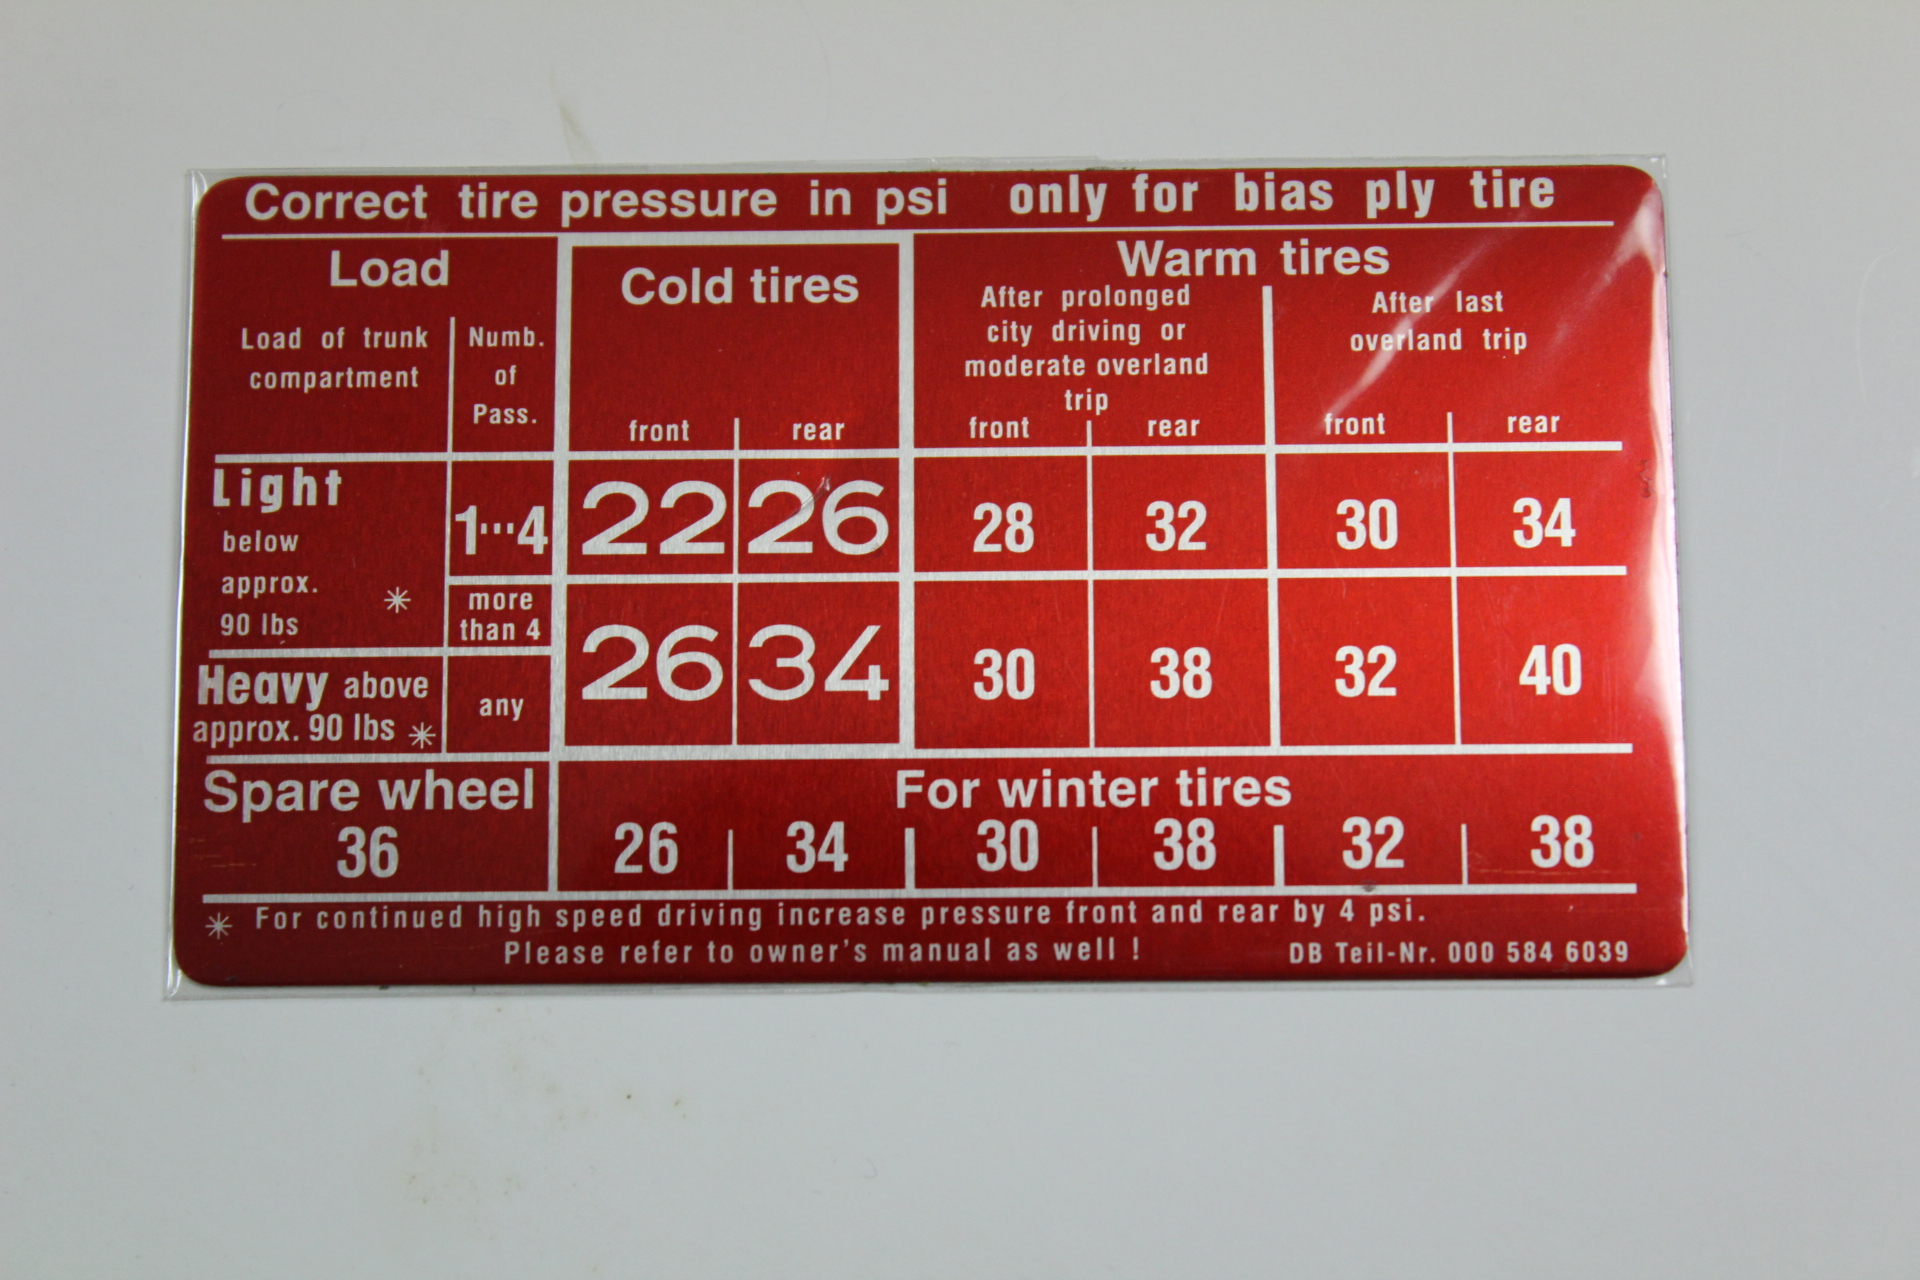 Correct tire pressure in psi only for bias ply tire
Load
Load of trunk compartment
Numb. of Pass.
Cold tires
front rear
Warm tires
After prolonged
city driving or
moderate overland
trip
front rear
After last
overland trip
front rear
Light
below
approx.
90 lbs *
1...4 22 26 28 32 30 34
more
than 4
Heavy above
approx. 90 lbs *
any
26 34 30 38 32 40
Spare wheel
36
For winter tires
26 34 30 38 32 38
* For continued high speed driving increase pressure front and rear by 4 psi.
Please refer to owner's manual as well ! DB Teil-Nr. 000 584 6039